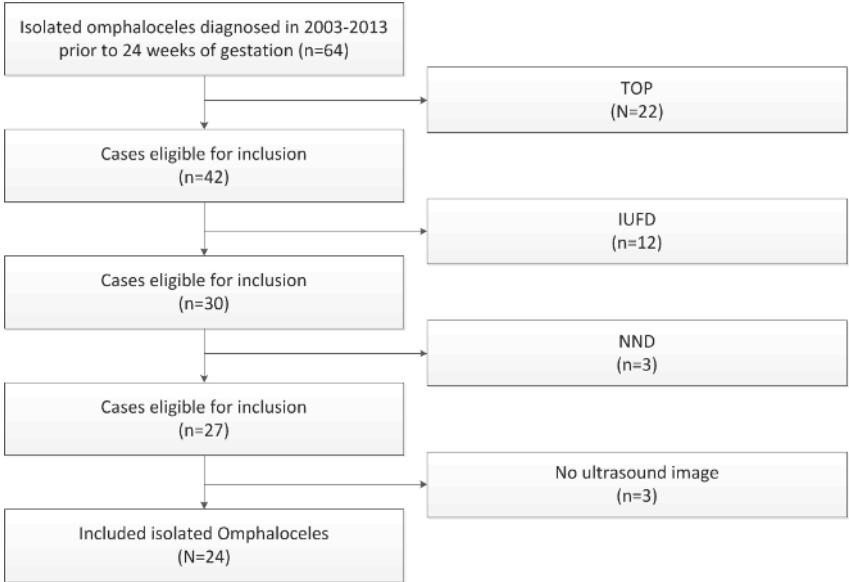 Isolated omphaloceles diagnosed in 2003-2013
prior to 24 weeks of gestation (n=64)
TOP
(N=22)
Cases eligible for inclusion
(n=42)
IUFD
(n=12)
Cases eligible for inclusion
(n=30)
NND
(n=3)
Cases eligible for inclusion
(n=27)
No ultrasound image
(n=3)
Included isolated Omphaloceles
(N=24)